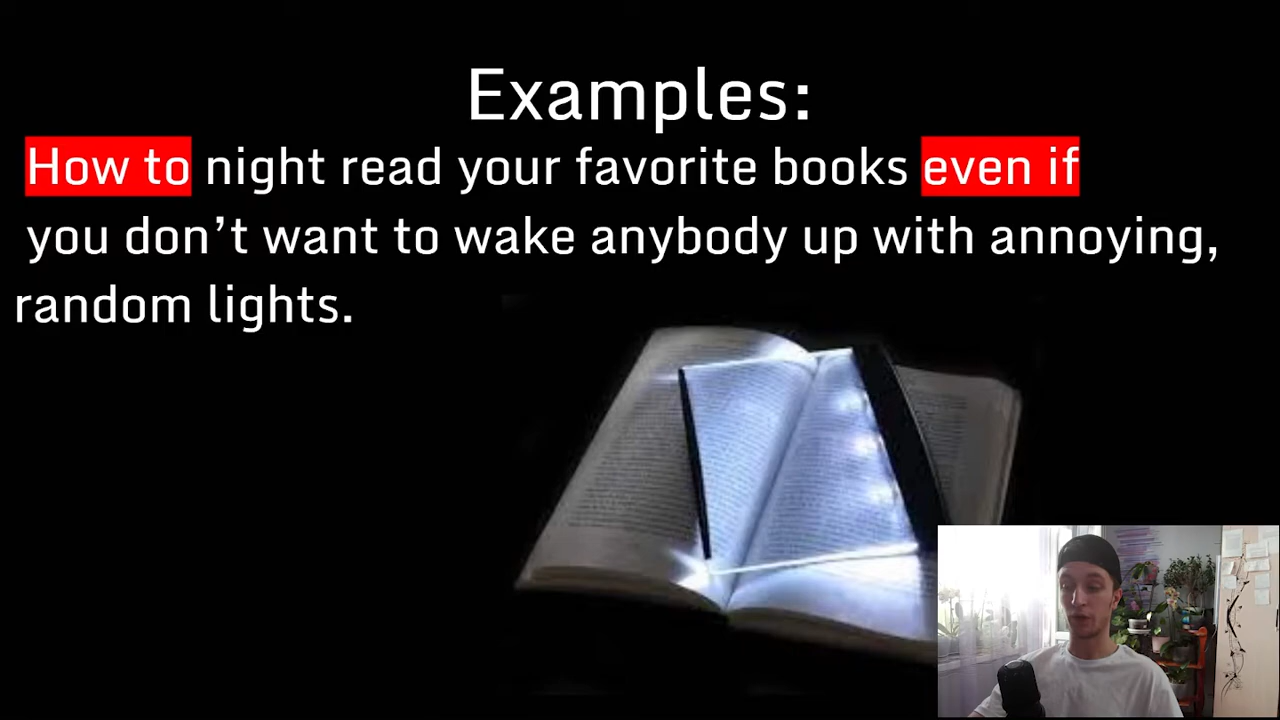 Examples:
How to night read your favorite books even if
you don’t want to wake anybody up with annoying,
random lights.